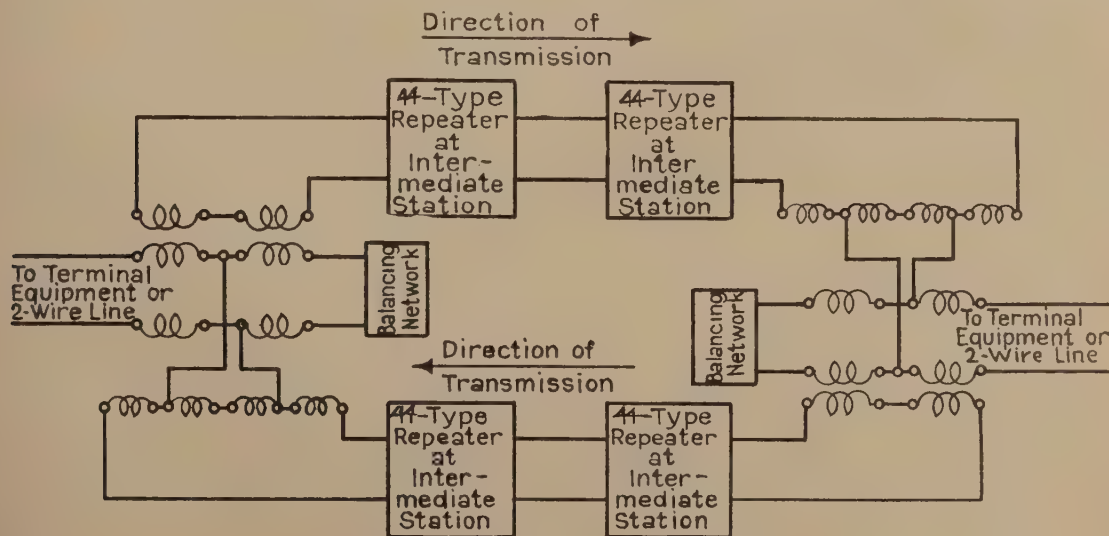 Direction of
Transmission
44-Type
Repeater
at
Inter-
mediate
Station
44-Type
Repeater
at
Inter
mediate
Station
To Terminal
Equipment or
2-Wire Line
Balancing
Network
Balancing
Network
To Terminal
Equipment or
2-Wire Line
Direction of
Transmission
44-Type
Repeater
at
Inter-
mediate
Station
44-Type
Repeater
at
Inter-
mediate
Station